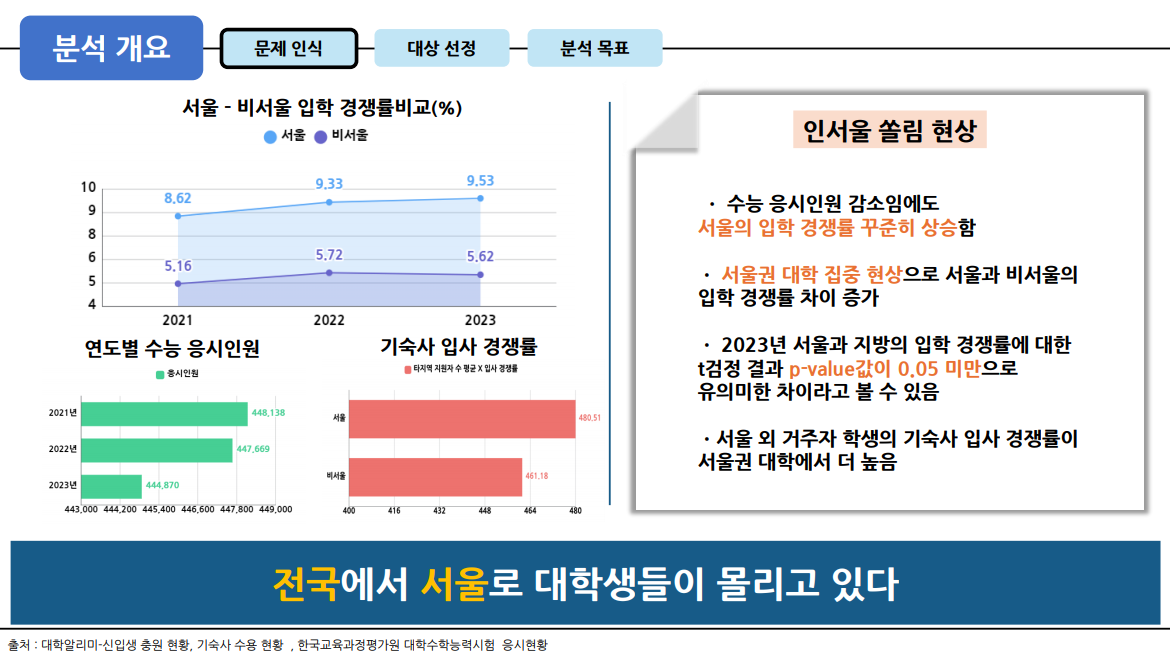 분석 개요
문제 인식
대상 선정
분석 목표
서울 - 비서울 입학 경쟁률비교(%)
서울 비서울
10
9
8
6
5
4
8.62
9.33
9.53
5.16
5.72
5.62
2021 2022 2023
연도별 수능 응시인원
응시인원
2021년 448,138
2022년 447,669
2023년 444,870
443,000 444,200 445,400 446,600 447,800 449,000
기숙사 입사 경쟁률
타지역 지원자 수 평균 X 입사 경쟁률
서울 480.51
비서울 461.18
400 416 432 448 464 480
인서울 쏠림 현상
· 수능 응시인원 감소임에도
서울의 입학 경쟁률 꾸준히 상승함
· 서울권 대학 집중 현상으로 서울과 비서울의
입학 경쟁률 차이 증가
· 2023년 서울과 지방의 입학 경쟁률에 대한
t검정 결과 p-value값이 0.05 미만으로
유의미한 차이라고 볼 수 있음
· 서울 외 거주자 학생의 기숙사 입사 경쟁률이
서울권 대학에서 더 높음
전국에서 서울로 대학생들이 몰리고 있다
출처 : 대학알리미-신입생 충원 현황, 기숙사 수용 현황 , 한국교육과정평가원 대학수학능력시험 응시현황